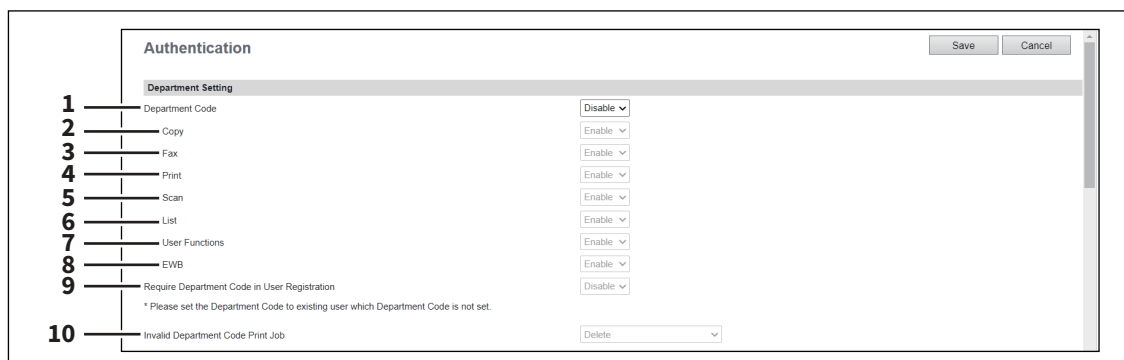 Authentication
Save Cancel
Department Setting
1 Department Code Disable
2 Copy Enable
3 Fax Enable
4 Print Enable
5 Scan Enable
6 List Enable
7 User Functions Enable
8 EWB Enable
9 Require Department Code in User Registration Disable
* Please set the Department Code to existing user which Department Code is not set.
10 Invalid Department Code Print Job Delete